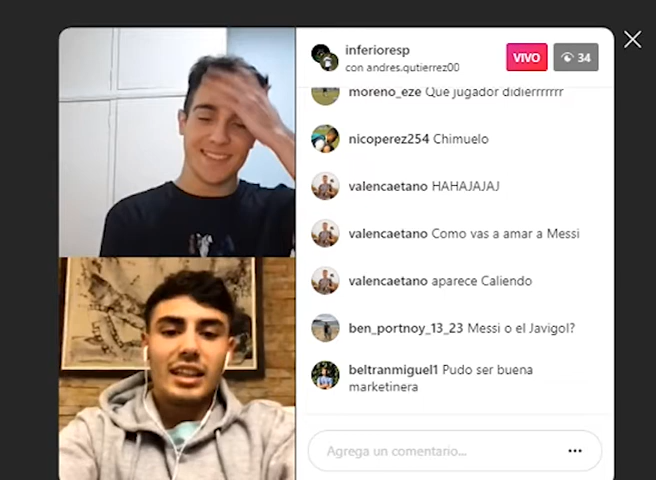 inferioresp
con andres.gutierrez00
VIVO
34
moreno_eze Que jugador didierrrrrrr
nicoperez254 Chimuelo
valencaetano HAHAJAJAJ
valencaetano Como vas a amar a Messi
valencaetano aparece Caliendo
ben_portnoy_13_23 Messi o el Javigol?
beltranmiguel1 Pudo ser buena
marketinera
Agrega un comentario...